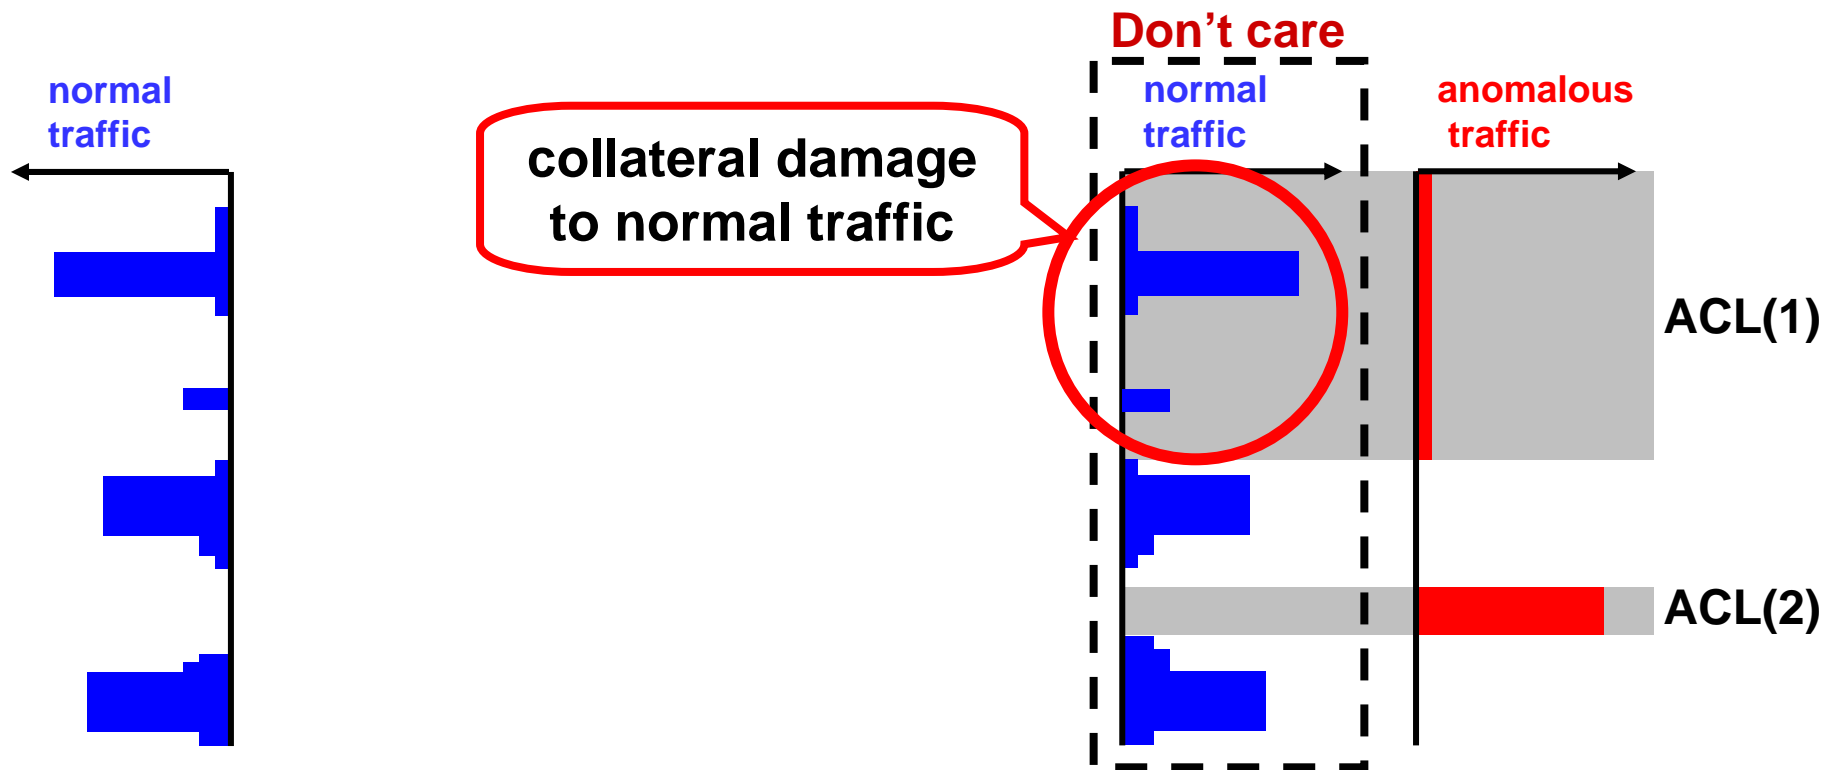 Don’t care
normal
traffic
collateral damage
to normal traffic
normal
traffic
anomalous
traffic
ACL(1)
ACL(2)